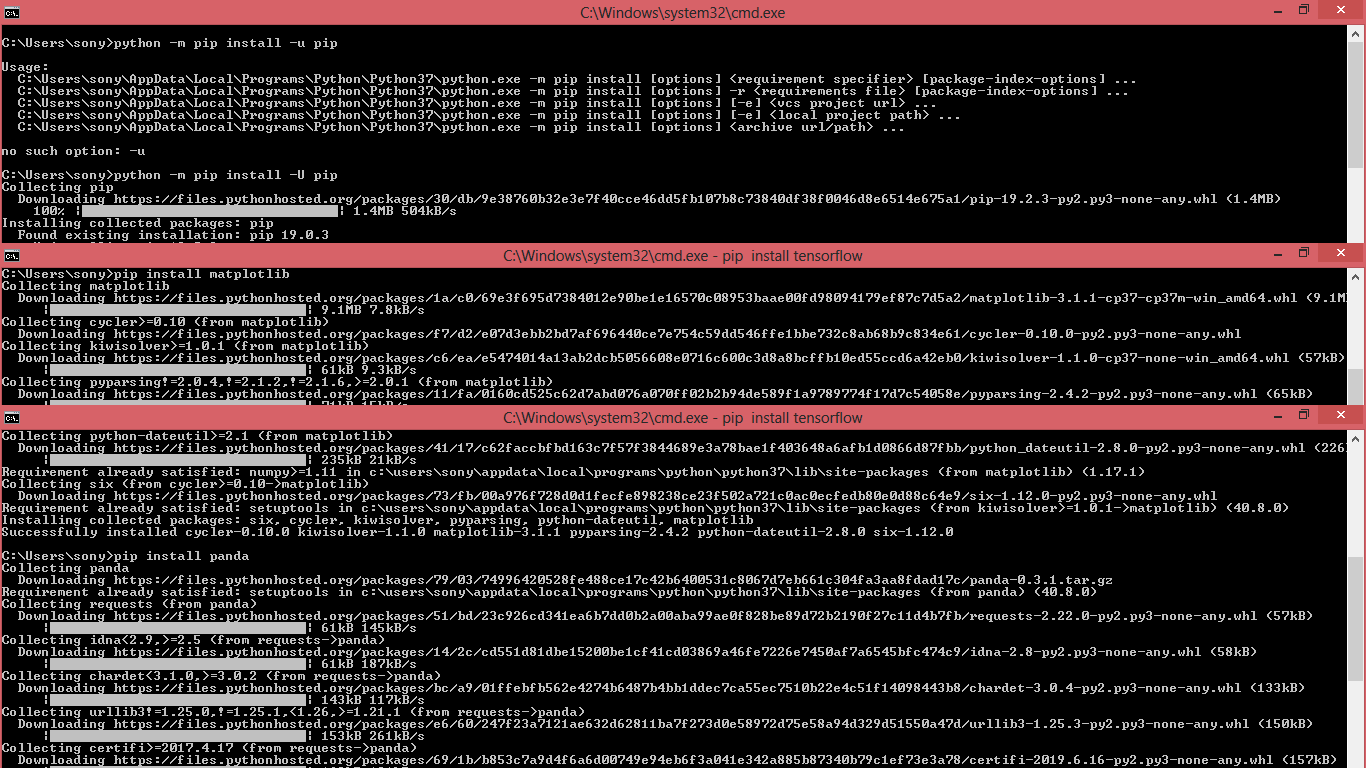 C:\Windows\system32\cmd.exe
C:\Users\sony>python -m pip install -u pip
Usage:
C:\Users\sony\AppData\Local\Programs\Python\Python37\python.exe -m pip install [options] <requirement specifier> [package-index-options] ...
C:\Users\sony\AppData\Local\Programs\Python\Python37\python.exe -m pip install [options] -r <requirements file> [package-index-options] ...
C:\Users\sony\AppData\Local\Programs\Python\Python37\python.exe -m pip install [options] [-e] <vcs project url> ...
C:\Users\sony\AppData\Local\Programs\Python\Python37\python.exe -m pip install [options] [-e] <local project path> ...
C:\Users\sony\AppData\Local\Programs\Python\Python37\python.exe -m pip install [options] <archive url/path> ...
no such option: -u
C:\Users\sony>python -m pip install -U pip
Collecting pip
Downloading https://files.pythonhosted.org/packages/30/db/9e38760b32e3e7f40cce46dd5fb107b8c73840df38f0046d8e6514e675a1/pip-19.2.3-py2.py3-none-any.whl (1.4MB)
100% |████████████████████████████████| 1.4MB 504kB/s
Installing collected packages: pip
Found existing installation: pip 19.0.3
C:\Windows\system32\cmd.exe - pip install tensorflow
C:\Users\sony>pip install matplotlib
Collecting matplotlib
Downloading https://files.pythonhosted.org/packages/1a/c0/69e3f695d7384012e90be1e16570c08953baae00fd98094179ef87c7d5a2/matplotlib-3.1.1-cp37-cp37m-win_amd64.whl (9.1M
|████████████████████████████████| 9.1MB 7.8kB/s
Collecting cycler>=0.10 (from matplotlib)
Downloading https://files.pythonhosted.org/packages/f7/d2/e07d3ebb2bd7af696440ce7e754c59dd546ffe1bbe732c8ab68b9c834e61/cycler-0.10.0-py2.py3-none-any.whl
Collecting kiwisolver>=1.0.1 (from matplotlib)
Downloading https://files.pythonhosted.org/packages/c6/ea/e5474014a13ab2dcb5056608e0716c600c3d8a8bcffb10ed55ccd6a42eb0/kiwisolver-1.1.0-cp37-none-win_amd64.whl (57kB)
|████████████████████████████████| 61kB 9.3kB/s
Collecting pyparsing!=2.0.4,!=2.1.2,!=2.1.6,>=2.0.1 (from matplotlib)
Downloading https://files.pythonhosted.org/packages/11/fa/0160cd525c62d7abd076a070ff02b2b94de589f1a9789774f17d7c54058e/pyparsing-2.4.2-py2.py3-none-any.whl (65kB)
|████████████████████████████████| 71kB 15kB/s
C:\Windows\system32\cmd.exe - pip install tensorflow
Collecting python-dateutil>=2.1 (from matplotlib)
Downloading https://files.pythonhosted.org/packages/41/17/c62faccbfbd163c7f57f3844689e3a78bae1f403648a6afb1d0866d87fbb/python_dateutil-2.8.0-py2.py3-none-any.whl (226
|████████████████████████████████| 235kB 21kB/s
Requirement already satisfied: numpy>=1.11 in c:\users\sony\appdata\local\programs\python\python37\lib\site-packages (from matplotlib) (1.17.1)
Collecting six (from cycler>=0.10->matplotlib)
Downloading https://files.pythonhosted.org/packages/73/fb/00a976f728d0d1fecfe898238ce23f502a721c0ac0ecfedb80e0d88c64e9/six-1.12.0-py2.py3-none-any.whl
Requirement already satisfied: setuptools in c:\users\sony\appdata\local\programs\python\python37\lib\site-packages (from kiwisolver>=1.0.1->matplotlib) (40.8.0)
Installing collected packages: six, cycler, kiwisolver, pyparsing, python-dateutil, matplotlib
Successfully installed cycler-0.10.0 kiwisolver-1.1.0 matplotlib-3.1.1 pyparsing-2.4.2 python-dateutil-2.8.0 six-1.12.0
C:\Users\sony>pip install panda
Collecting panda
Downloading https://files.pythonhosted.org/packages/79/03/74996420528fe488ce17c42b6400531c8067d7eb661c304fa3aa8fdad17c/panda-0.3.1.tar.gz
Requirement already satisfied: setuptools in c:\users\sony\appdata\local\programs\python\python37\lib\site-packages (from panda) (40.8.0)
Collecting requests (from panda)
Downloading https://files.pythonhosted.org/packages/51/bd/23c926cd341ea6b7dd0b2a00aba99ae0f828be89d72b2190f27c11d4b7fb/requests-2.22.0-py2.py3-none-any.whl (57kB)
|████████████████████████████████| 61kB 145kB/s
Collecting idna<2.9,>=2.5 (from requests->panda)
Downloading https://files.pythonhosted.org/packages/14/2c/cd551d81dbe15200be1cf41cd03869a46fe7226e7450af7a6545bfc474c9/idna-2.8-py2.py3-none-any.whl (58kB)
|████████████████████████████████| 61kB 187kB/s
Collecting chardet<3.1.0,>=3.0.2 (from requests->panda)
Downloading https://files.pythonhosted.org/packages/bc/a9/01ffebfb562e4274b6487b4bb1ddec7ca55ec7510b22e4c51f14098443b8/chardet-3.0.4-py2.py3-none-any.whl (133kB)
|████████████████████████████████| 143kB 117kB/s
Collecting urllib3!=1.25.0,!=1.25.1,<1.26,>=1.21.1 (from requests->panda)
Downloading https://files.pythonhosted.org/packages/e6/60/247f23a7121ae632d62811ba7f273d0e58972d75e58a94d329d51550a47d/urllib3-1.25.3-py2.py3-none-any.whl (150kB)
|████████████████████████████████| 153kB 261kB/s
Collecting certifi>=2017.4.17 (from requests->panda)
Downloading https://files.pythonhosted.org/packages/69/1b/b853c7a9d4f6a6d00749e94eb6f3a041e342a885b87340b79c1ef73e3a78/certifi-2019.6.16-py2.py3-none-any.whl (157kB)